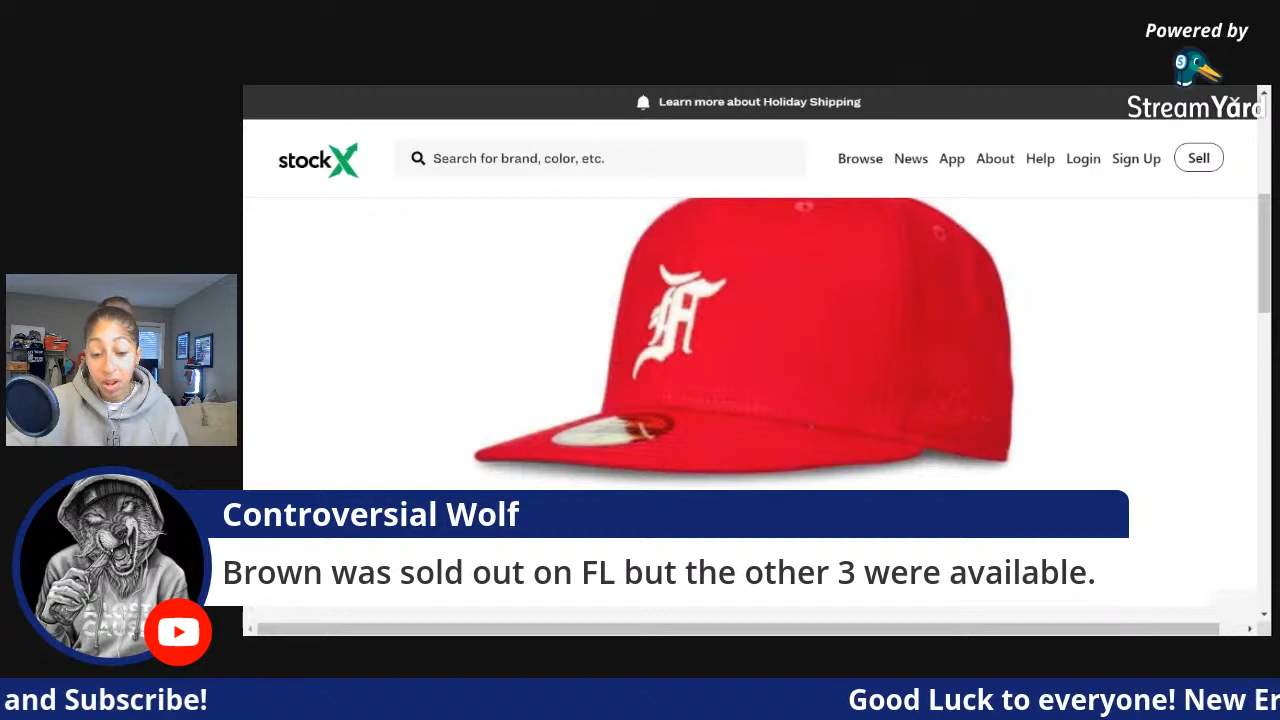 Powered by
StreamYard
Learn more about Holiday Shipping
stockX
Search for brand, color, etc.
Browse News App About Help Login Sign Up Sell
Controversial Wolf
Brown was sold out on FL but the other 3 were available.
and Subscribe!
Good Luck to everyone! New Er